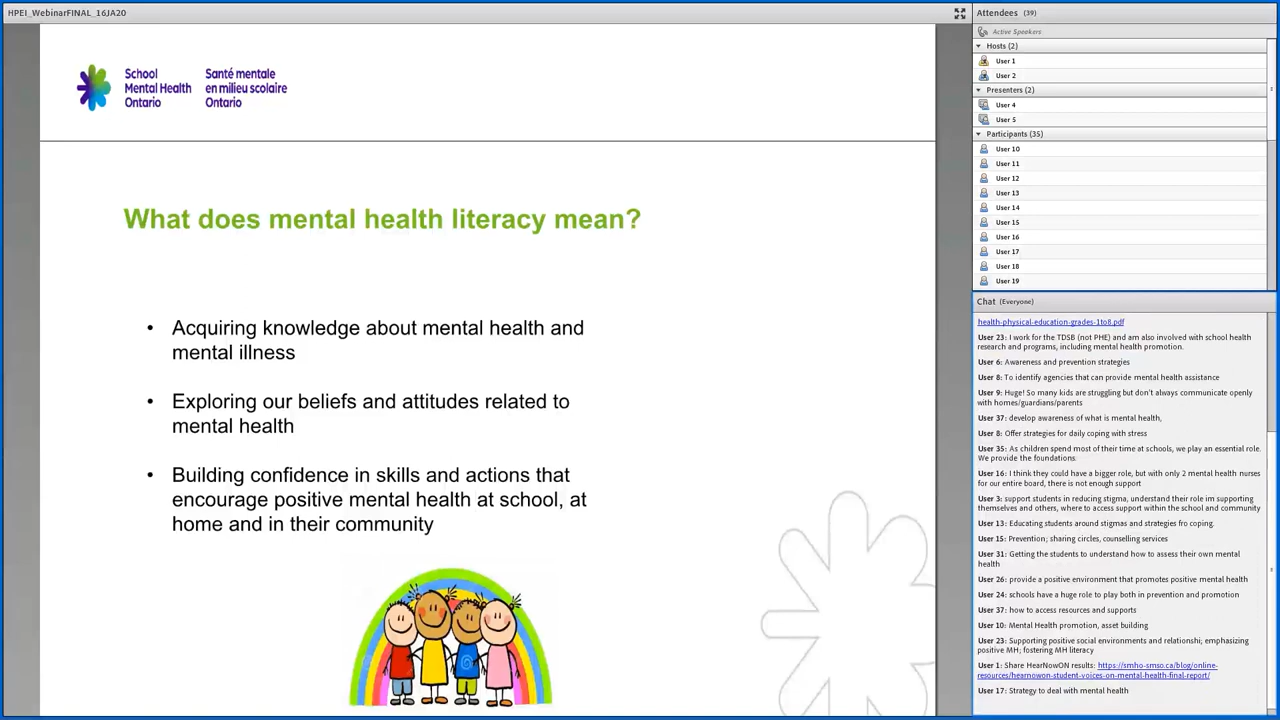 HPEI_WebinarFINAL_16JA20
School
Mental Health
Ontario
Santé mentale
en milieu scolaire
Ontario
What does mental health literacy mean?
• Acquiring knowledge about mental health and
mental illness
• Exploring our beliefs and attitudes related to
mental health
• Building confidence in skills and actions that
encourage positive mental health at school, at
home and in their community
Attendees (39)
Active Speakers
Hosts (2)
User 1
User 2
Presenters (2)
User 4
User 5
Participants (35)
User 10
User 11
User 12
User 13
User 14
User 15
User 16
User 17
User 18
User 19
Chat (Everyone)
health-physical-education-grades-1to8.pdf
User 23: I work for the TDSB (not PHE) and am also involved with school health
research and programs, including mental health promotion.
User 6: Awareness and prevention strategies
User 8: To identify agencies that can provide mental health assistance
User 9: Huge! So many kids are struggling but don't always communicate openly
with homes/guardians/parents
User 37: develop awareness of what is mental health,
User 8: Offer strategies for daily coping with stress
User 35: As children spend most of their time at schools, we play an essential role.
We provide the foundations.
User 16: I think they could have a bigger role, but with only 2 mental health nurses
for our entire board, there is not enough support
User 3: support students in reducing stigma, understand their role im supporting
themselves and others, where to access support within the school and community
User 13: Educating students around stigmas and strategies fro coping.
User 15: Prevention; sharing circles, counselling services
User 31: Getting the students to understand how to assess their own mental
health
User 26: provide a positive environment that promotes positive mental health
User 24: schools have a huge role to play both in prevention and promotion
User 37: how to access resources and supports
User 10: Mental Health promotion, asset building
User 23: Supporting positive social environments and relationshi; emphasizing
positive MH; fostering MH literacy
User 1: Share HearNowON results: https://smho-smso.ca/blog/online-
resources/hearnowon-student-voices-on-mental-health-final-report/
User 17: Strategy to deal with mental health